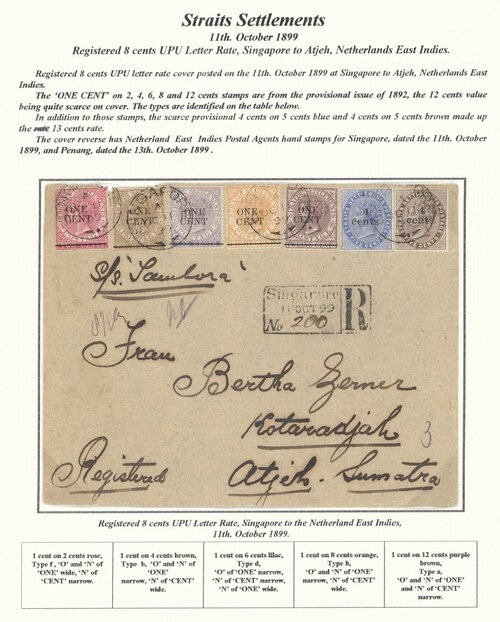 Straits Settlements
11th. October 1899
Registered 8 cents UPU Letter Rate, Singapore to Atjeh, Netherlands East Indies.
Registered 8 cents UPU letter rate cover posted on the 11th. October 1899 at Singapore to Atjeh, Netherlands East
Indies.
The 'ONE CENT' on 2, 4, 6, 8 and 12 cents stamps are from the provisional issue of 1892, the 12 cents value
being quite scarce on cover. The types are identified on the table below.
In addition to those stamps, the scarce provisional 4 cents on 5 cents blue and 4 cents on 5 cents brown made up
the 13 cents rate.
The cover reverse has Netherland East Indies Postal Agents hand stamps for Singapore, dated the 11th. October
1899, and Penang, dated the 13th. October 1899 .
ONE CENT
ONE CENT
ONE CENT
ONE CENT
ONE CENT
4 cents
4 cents
S/S. 'Sambora'
Singapore
11 OCT 99
No 200
R
Frau
Bertha Zerner
Kotaradjah
3
Registered
Atjeh. Sumatra
Registered 8 cents UPU Letter Rate, Singapore to the Netherland East Indies,
11th. October 1899.
1 cent on 2 cents rose,
Type f, 'O' and 'N' of
'ONE' wide, 'N' of
'CENT' narrow.
1 cent on 4 cents brown,
Type b, 'O' and 'N' of
'ONE'
narrow, 'N' of 'CENT'
wide.
1 cent on 6 cents lilac,
Type d,
'O' of 'ONE' narrow,
'N' of 'CENT' narrow,
'N' of 'ONE' wide.
1 cent on 8 cents orange,
Type b,
'O' and 'N' of 'ONE'
narrow, 'N' of 'CENT'
wide.
1 cent on 12 cents purple
brown,
Type a,
'O' and 'N' of 'ONE'
and 'N' of 'CENT'
narrow.